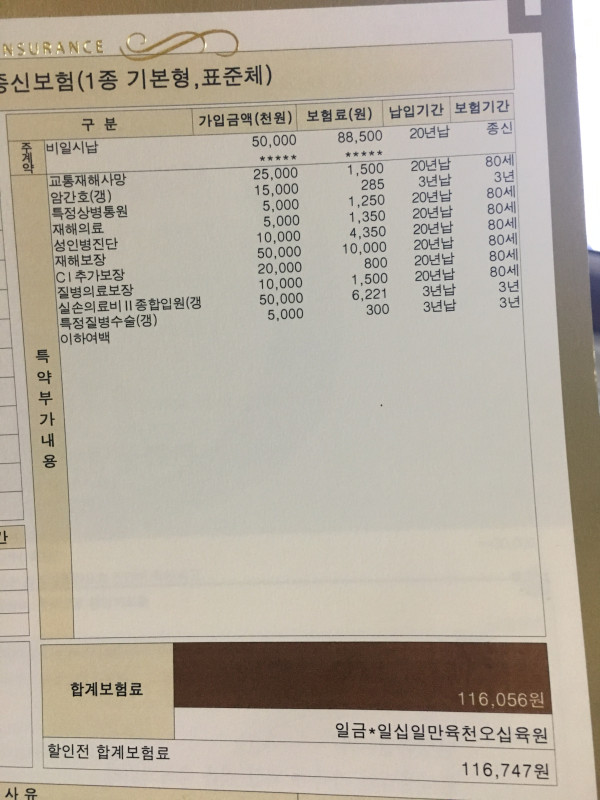 INSURANCE
종신보험(1종 기본형,표준체)
구 분 가입금액(천원) 보험료(원) 납입기간 보험기간
주계약
비일시납 50,000 88,500 20년납 종신
***** *****
교통재해사망 25,000 1,500 20년납 80세
암간호(갱) 15,000 285 3년납 3년
특정상병통원 5,000 1,250 20년납 80세
재해의료 5,000 1,350 20년납 80세
성인병진단 10,000 4,350 20년납 80세
재해보장 50,000 10,000 20년납 80세
CI추가보장 20,000 800 20년납 80세
질병의료보장 10,000 1,500 20년납 80세
실손의료비II종합입원(갱 50,000 6,221 3년납 3년
특정질병수술(갱) 5,000 300 3년납 3년
이하여백
특약부가내용
간
합계보험료 116,056원
일금*일십일만육천오십육원
할인전 합계보험료 116,747원
사유